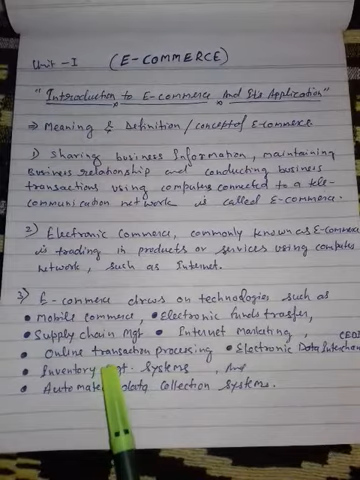 Unit - I (E-COMMERCE)
"Introduction to E-commerce And Its Application"
⇒ Meaning & Definition / concept of E-commerce
1) Sharing business Information, maintaining
Business relationship and conducting business
transactions using computers connected to a tele-
communication network is called E-commerce.
2) Electronic Commerce, commonly known as E-commerce
is trading in products or services using computer
network, such as Internet.
3) E-commerce draws on technologies such as
• Mobile commerce, • Electronic funds trasfer,
• Supply chain Mgt • Internet Marketing,
• Online transaction processing • Electronic Data Interchan (EDI)
• Inventory Mgt. Systems, And
• Automated data collection systems.